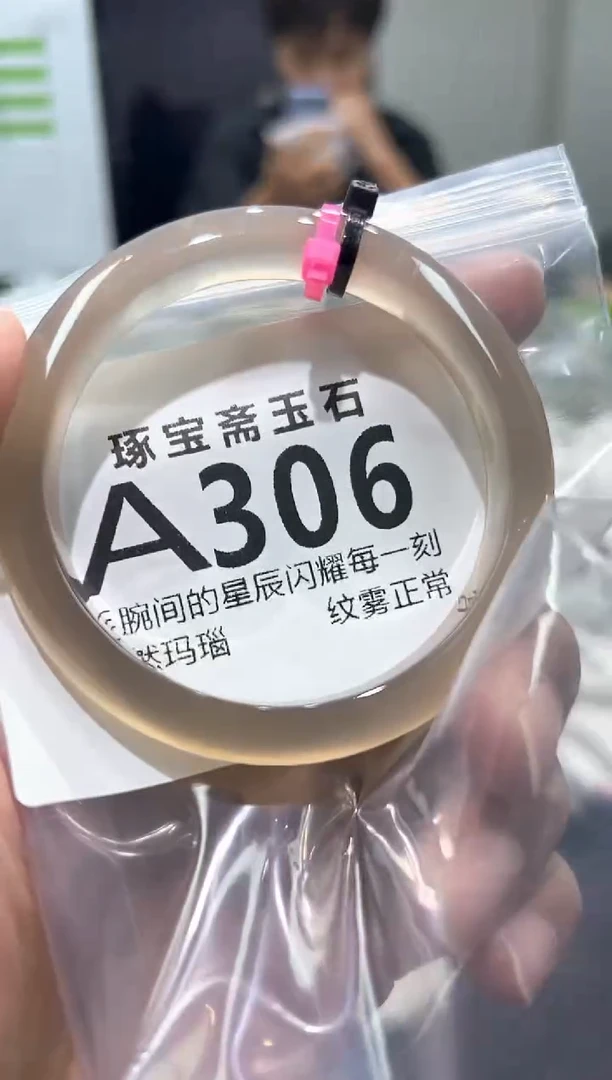 琢宝斋玉石
A306
腕间的星辰闪耀每一刻
纹雾正常
然玛瑙